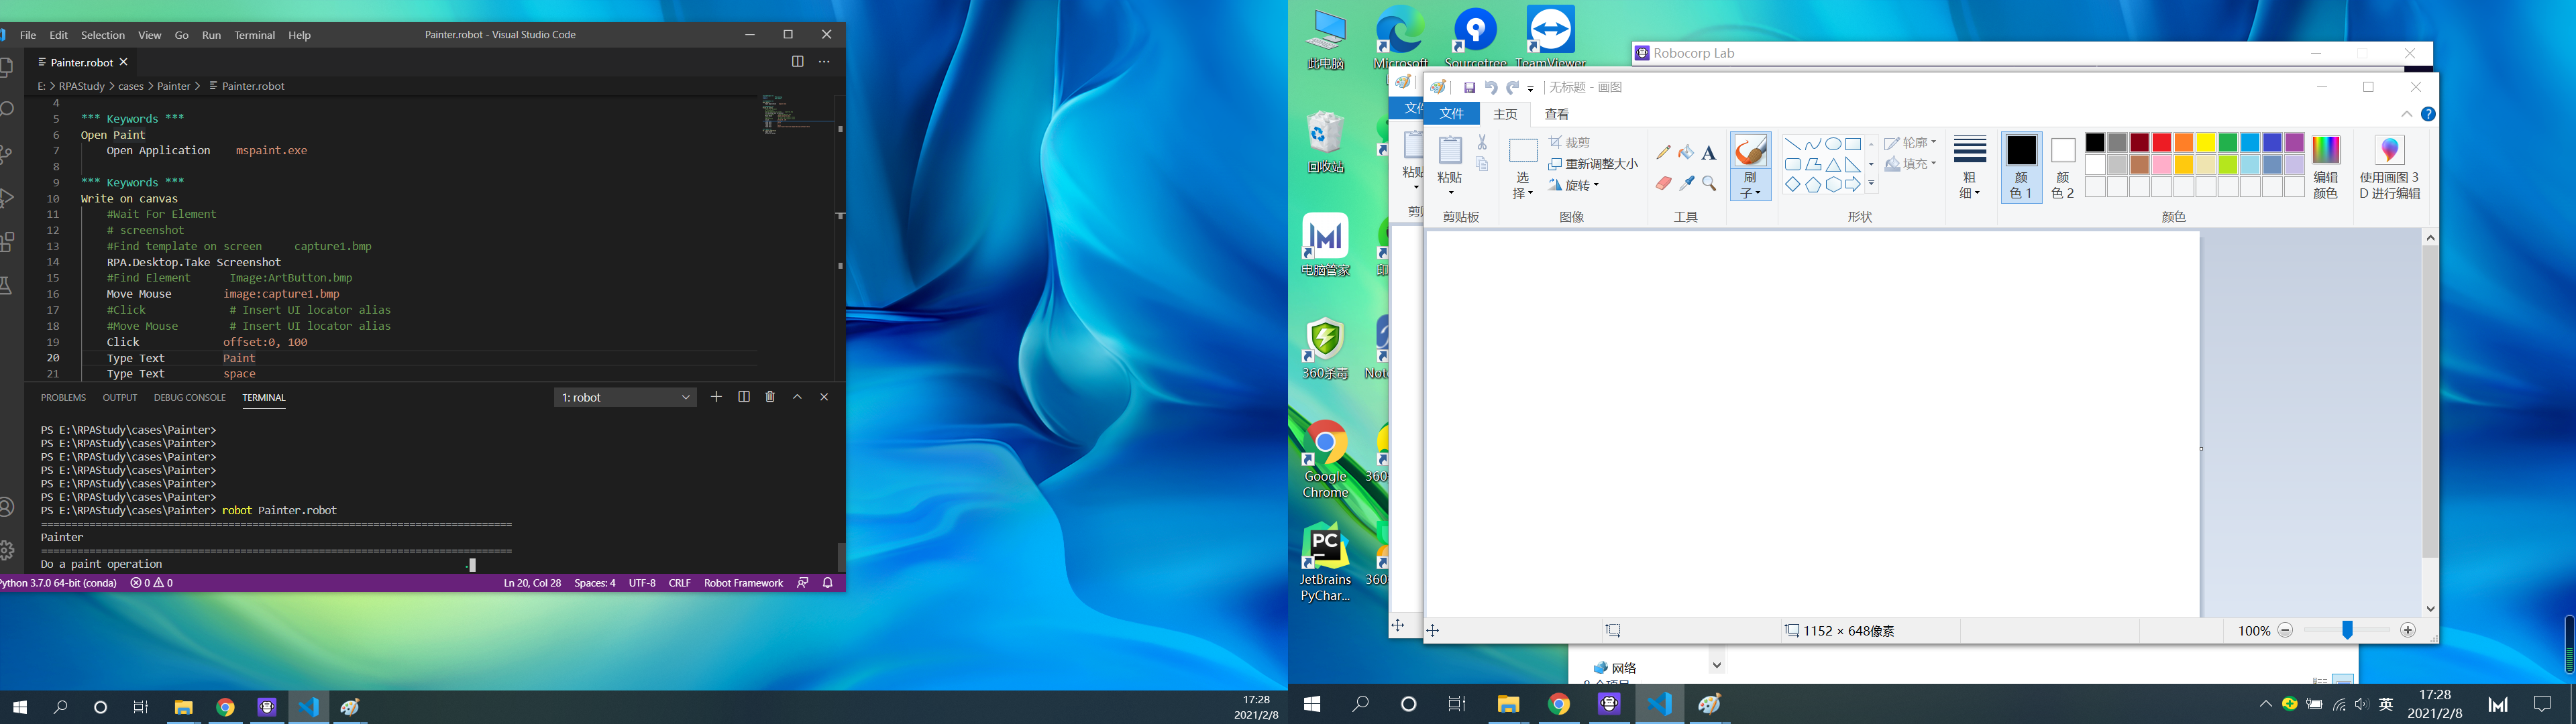 File Edit Selection View Go Run Terminal Help Painter.robot - Visual Studio Code
Painter.robot
E: > RPAStudy > cases > Painter > Painter.robot
4
5 *** Keywords ***
6 Open Paint
7 Open Application mspaint.exe
8
9 *** Keywords ***
10 Write on canvas
11 #Wait For Element
12 # screenshot
13 #Find template on screen capture1.bmp
14 RPA.Desktop.Take Screenshot
15 #Find Element Image:ArtButton.bmp
16 Move Mouse image:capture1.bmp
17 #Click # Insert UI locator alias
18 #Move Mouse # Insert UI locator alias
19 Click offset:0, 100
20 Type Text Paint
21 Type Text space
PROBLEMS OUTPUT DEBUG CONSOLE TERMINAL 1: robot
PS E:\RPAStudy\cases\Painter>
PS E:\RPAStudy\cases\Painter>
PS E:\RPAStudy\cases\Painter>
PS E:\RPAStudy\cases\Painter>
PS E:\RPAStudy\cases\Painter>
PS E:\RPAStudy\cases\Painter>
PS E:\RPAStudy\cases\Painter> robot Painter.robot
==============================================================================
Painter
==============================================================================
Do a paint operation .
Python 3.7.0 64-bit (conda) 0 0 Ln 20, Col 28 Spaces: 4 UTF-8 CRLF Robot Framework
17:28
2021/2/8
此电脑
Microsoft
Sourcetree
TeamViewer
回收站
电脑管家
360杀毒
Google
Chrome
JetBrains
PyChar...
PC
Robocorp Lab
无标题 - 画图
文件 主页 查看
粘贴
剪贴板
选
择
裁剪
重新调整大小
旋转
图像
工具
刷
子
轮廓
填充
形状
粗
细
颜
色 1
颜
色 2
编辑
颜色
颜色
使用画图 3
D 进行编辑
1152 × 648像素
100%
网络
英
17:28
2021/2/8